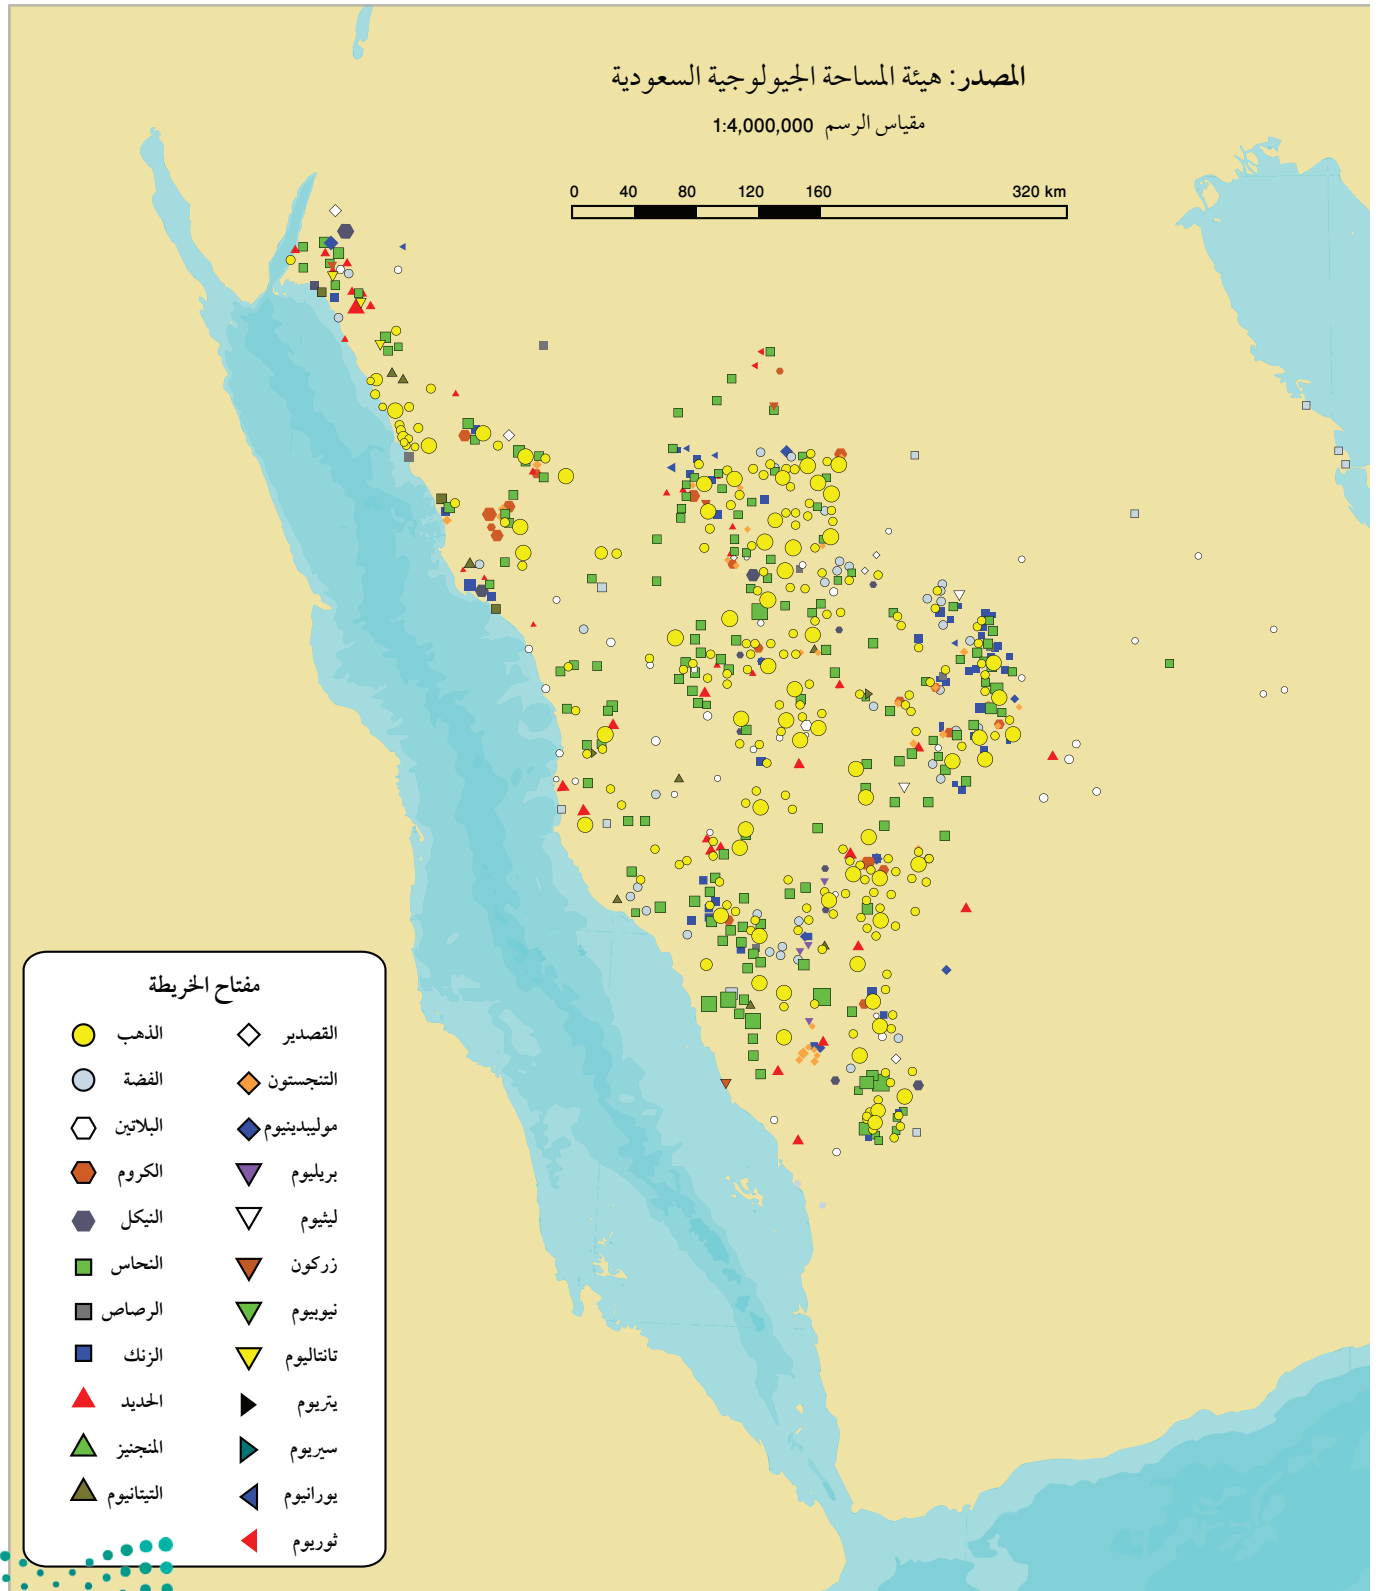 المصدر: هيئة المساحة الجيولوجية السعودية
مقياس الرسم 1:4,000,000
0 40 80 120 160 320 km
مفتاح الخريطة
القصدير
الذهب
التنجستون
الفضة
موليبدينيوم
البلاتين
بريليوم
الكروم
ليثيوم
النيكل
زركون
النحاس
نيوبيوم
الرصاص
تانتاليوم
الزنك
يتريوم
الحديد
سيريوم
المنجنيز
يورانيوم
التيتانيوم
ثوريوم